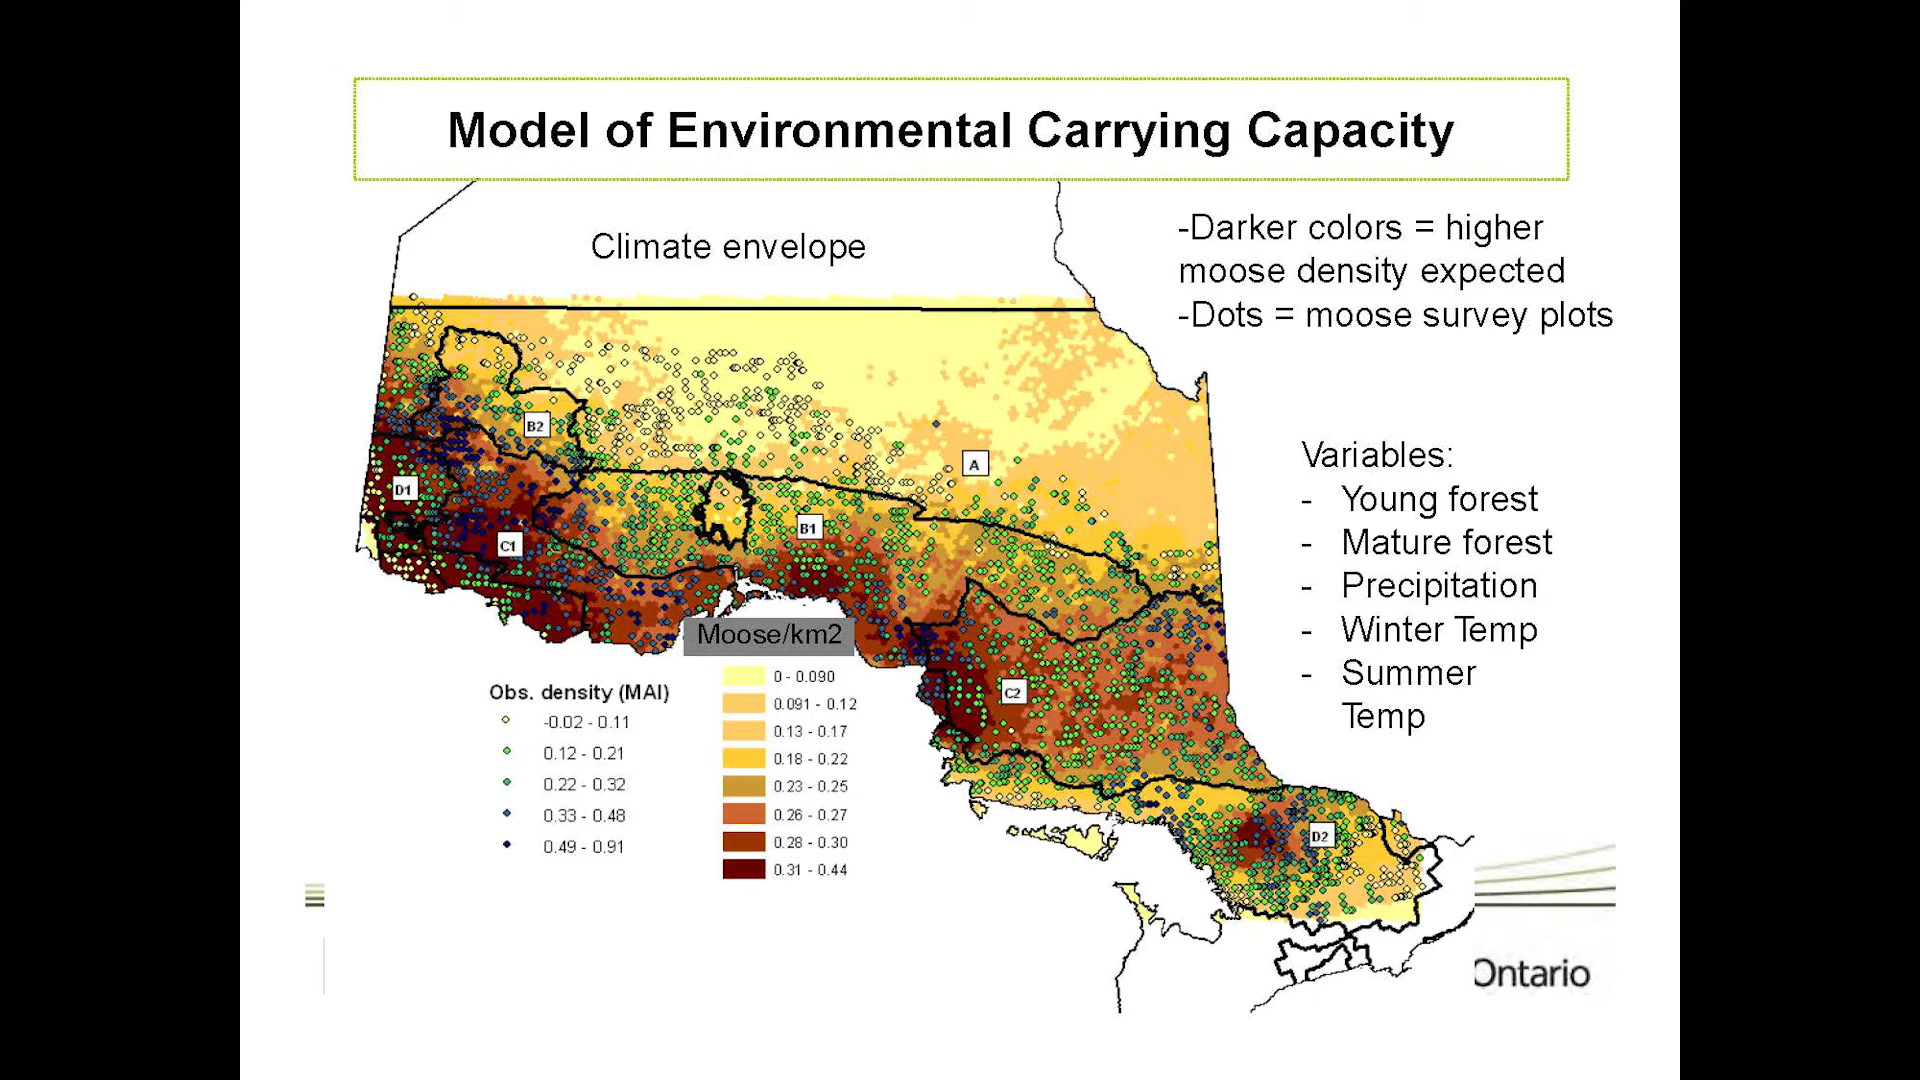 Model of Environmental Carrying Capacity
Climate envelope
-Darker colors = higher
moose density expected
-Dots = moose survey plots
Variables:
- Young forest
- Mature forest
- Precipitation
- Winter Temp
- Summer
Temp
B2
A
D1
B1
C1
C2
D2
Moose/km2
0 - 0.090
0.091 - 0.12
0.13 - 0.17
0.18 - 0.22
0.23 - 0.25
0.26 - 0.27
0.28 - 0.30
0.31 - 0.44
Obs. density (MAI)
-0.02 - 0.11
0.12 - 0.21
0.22 - 0.32
0.33 - 0.48
0.49 - 0.91
Ontario